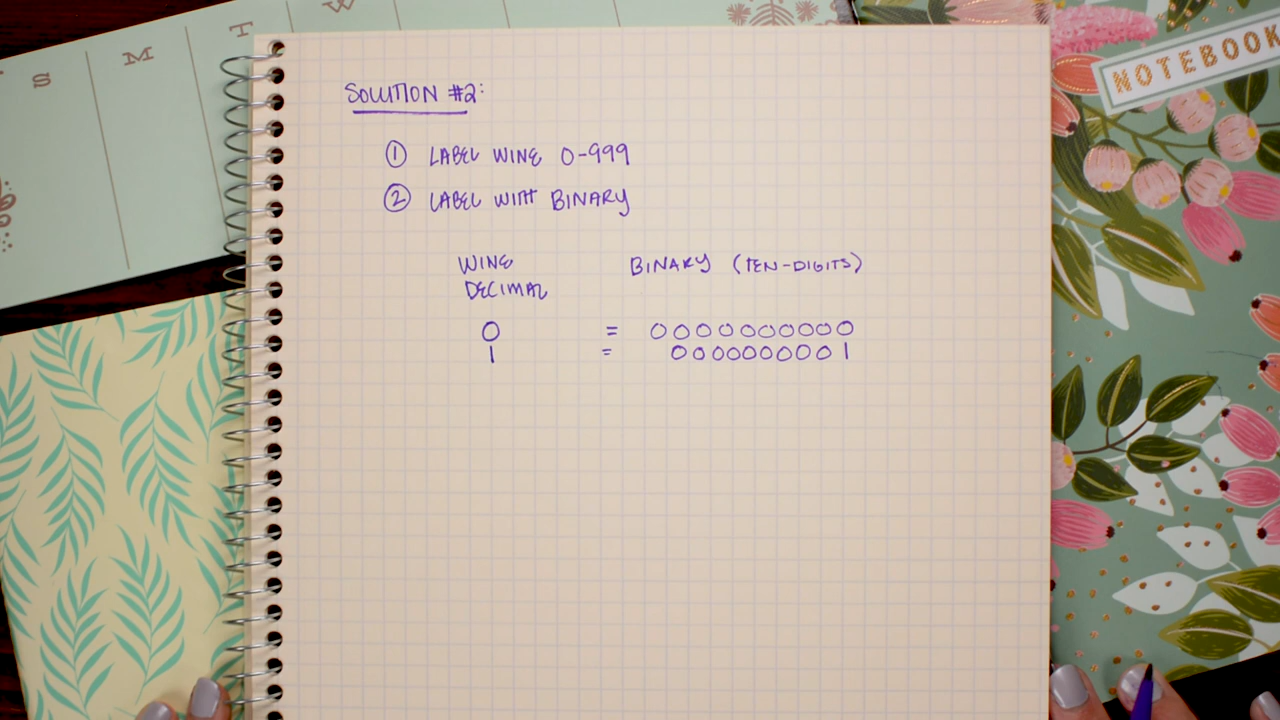 S M T W
NOTEBOOK
SOLUTION #2:
① LABEL WINE 0-999
② LABEL WITH BINARY
WINE DECIMAL
BINARY (TEN-DIGITS)
0 = 0000000000
1 = 0000000001